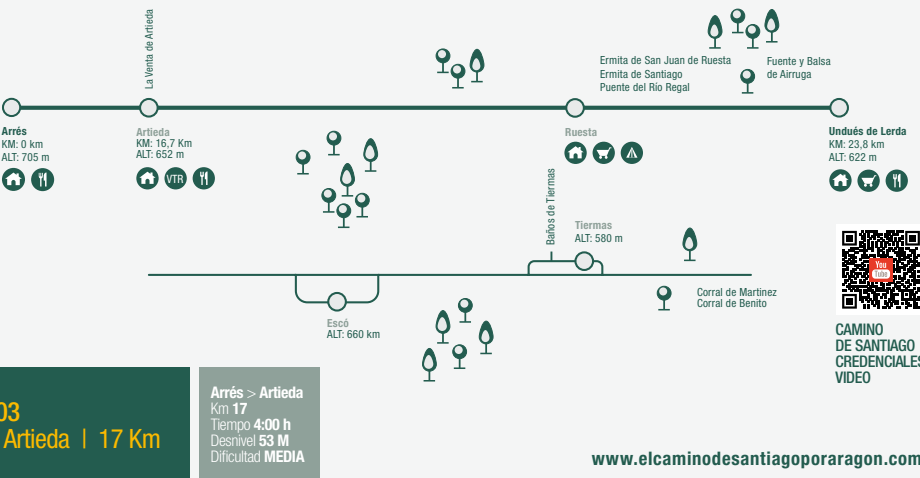 La Venta de Artieda
Ermita de San Juan de Ruesta
Ermita de Santiago
Puente del Río Regal
Fuente y Balsa
de Airruga
Arrés
KM: 0 km
ALT: 705 m
Artieda
KM: 16,7 Km
ALT: 652 m
VTR
Ruesta
Undués de Lerda
KM: 23,8 km
ALT: 622 m
Baños de Tiermas
Tiermas
ALT: 580 m
Escó
ALT: 660 km
Corral de Martinez
Corral de Benito
You
Tube
CAMINO
DE SANTIAGO
CREDENCIALES
VIDEO
03
Artieda | 17 Km
Arrés > Artieda
Km 17
Tiempo 4:00 h
Desnivel 53 M
Dificultad MEDIA
www.elcaminodesantiagoporaragon.com